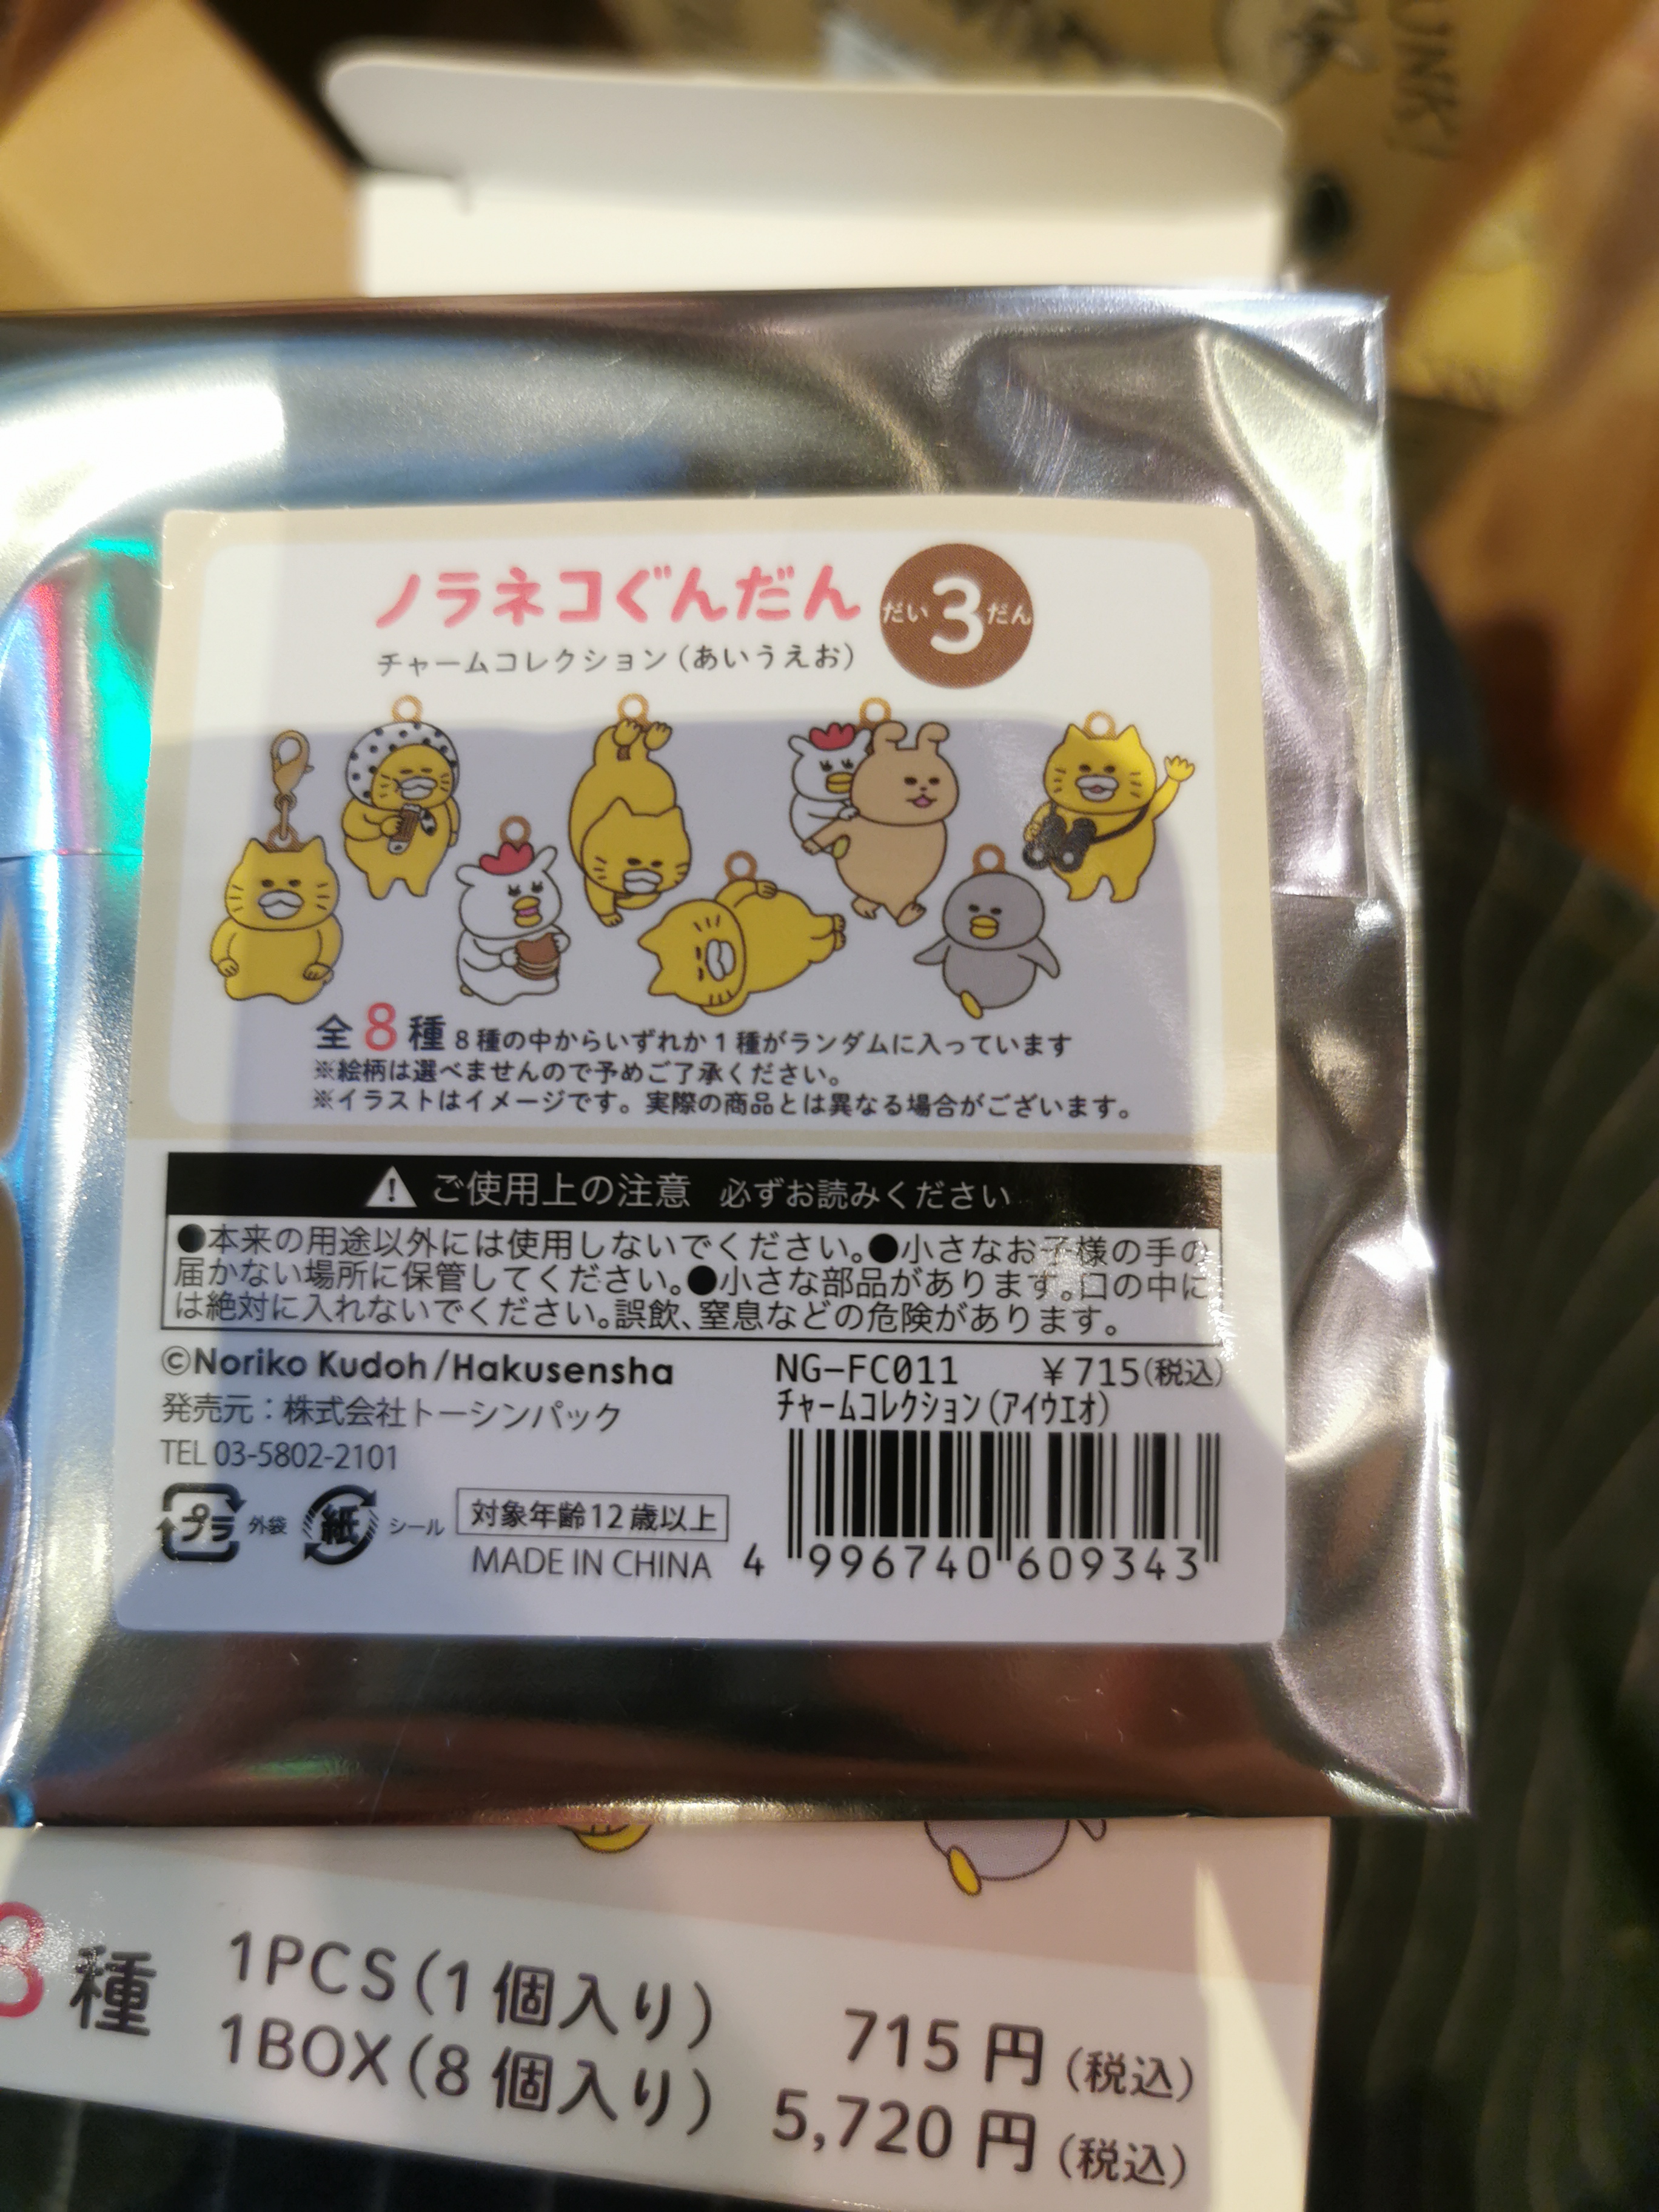 ノラネコぐんだん
だい3だん
チャームコレクション(あいうえお)
全8種 8種の中からいずれか1種がランダムに入っています
※絵柄は選べませんので予めご了承ください。
※イラストはイメージです。実際の商品とは異なる場合がございます。
ご使用上の注意 必ずお読みください
●本来の用途以外には使用しないでください。●小さなお子様の手の
届かない場所に保管してください。●小さな部品があります。口の中に
は絶対に入れないでください。誤飲、窒息などの危険があります。
©Noriko Kudoh/Hakusensha
発売元:株式会社トーシンパック
TEL 03-5802-2101
プラ 外袋 紙 シール
対象年齢12歳以上
MADE IN CHINA
NG-FC011 ¥715(税込)
チャームコレクション(アイウエオ)
4 996740 609343
8種
1PCS(1個入り) 715円(税込)
1BOX(8個入り) 5,720円(税込)